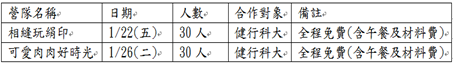 營隊名稱 日期 人數 合作對象 備註
相縫玩絹印 1/22(五) 30人 健行科大 全程免費(含午餐及材料費)
可愛肉肉好時光 1/26(二) 30人 健行科大 全程免費(含午餐及材料費)